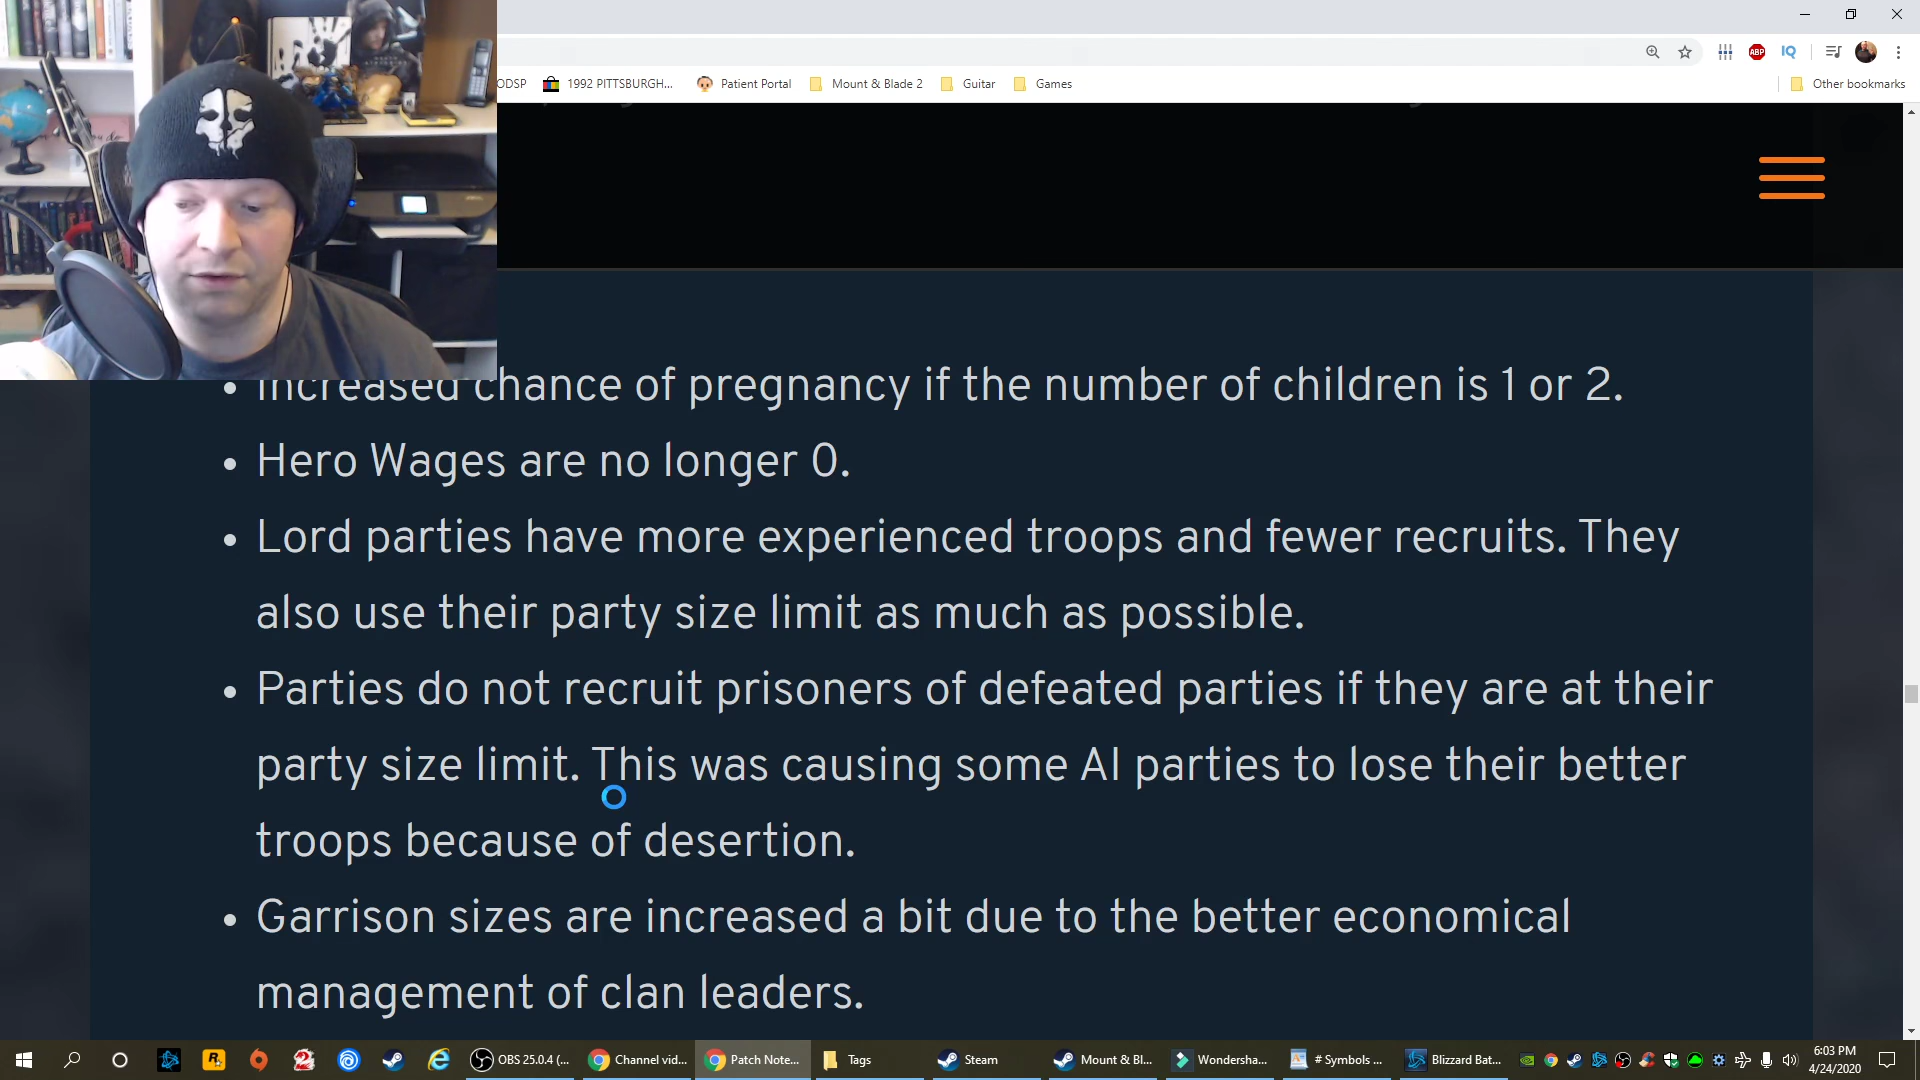 ODSP
1992 PITTSBURGH...
Patient Portal
Mount & Blade 2
Guitar
Games
Other bookmarks
ABP
IQ
• Increased chance of pregnancy if the number of children is 1 or 2.
• Hero Wages are no longer 0.
• Lord parties have more experienced troops and fewer recruits. They
also use their party size limit as much as possible.
• Parties do not recruit prisoners of defeated parties if they are at their
party size limit. This was causing some AI parties to lose their better
troops because of desertion.
• Garrison sizes are increased a bit due to the better economical
management of clan leaders.
OBS 25.0.4 (...
Channel vid...
Patch Note...
Tags
Steam
Mount & Bl...
Wondersha...
# Symbols ...
Blizzard Bat...
6:03 PM
4/24/2020